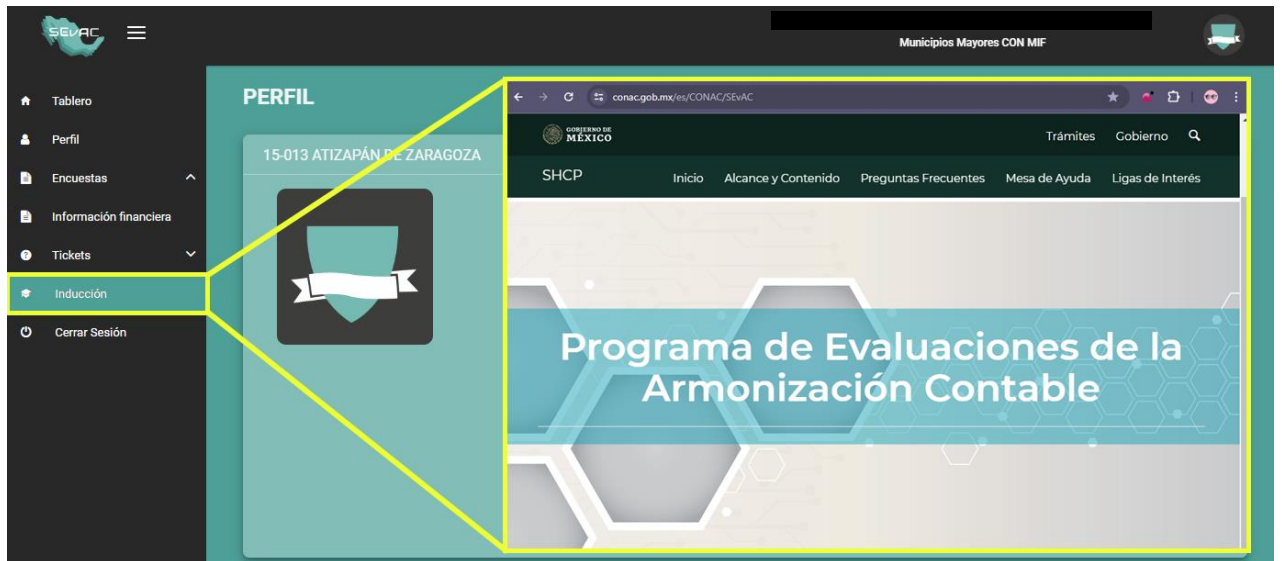 SEvAC
Municipios Mayores CON MIF
Tablero
Perfil
Encuestas
Información financiera
Tickets
Inducción
Cerrar Sesión
PERFIL
15-013 ATIZAPÁN DE ZARAGOZA
conac.gob.mx/es/CONAC/SEvAC
GOBIERNO DE
MÉXICO
Trámites Gobierno
SHCP Inicio Alcance y Contenido Preguntas Frecuentes Mesa de Ayuda Ligas de Interés
Programa de Evaluaciones de la
Armonización Contable